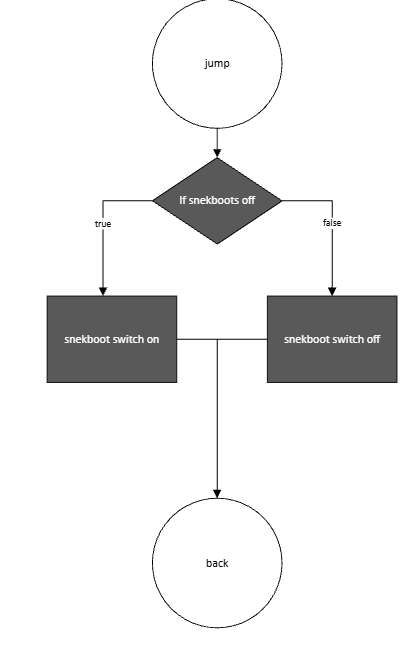 jump
If snekboots off
true
false
snekboot switch on
snekboot switch off
back